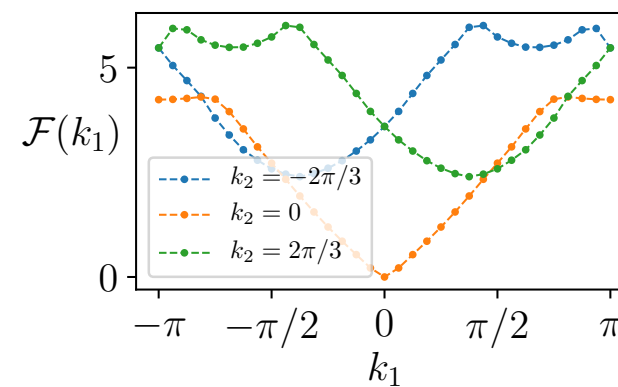 5
𝓕(k₁)
k₂ = −2π/3
k₂ = 0
k₂ = 2π/3
0
−π −π/2 0 π/2 π
k₁